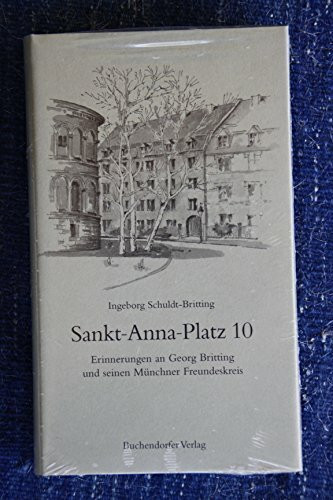 Ingeborg Schuldt-Britting
Sankt-Anna-Platz 10
Erinnerungen an Georg Britting
und seinen Münchner Freundeskreis
Buchendorfer Verlag